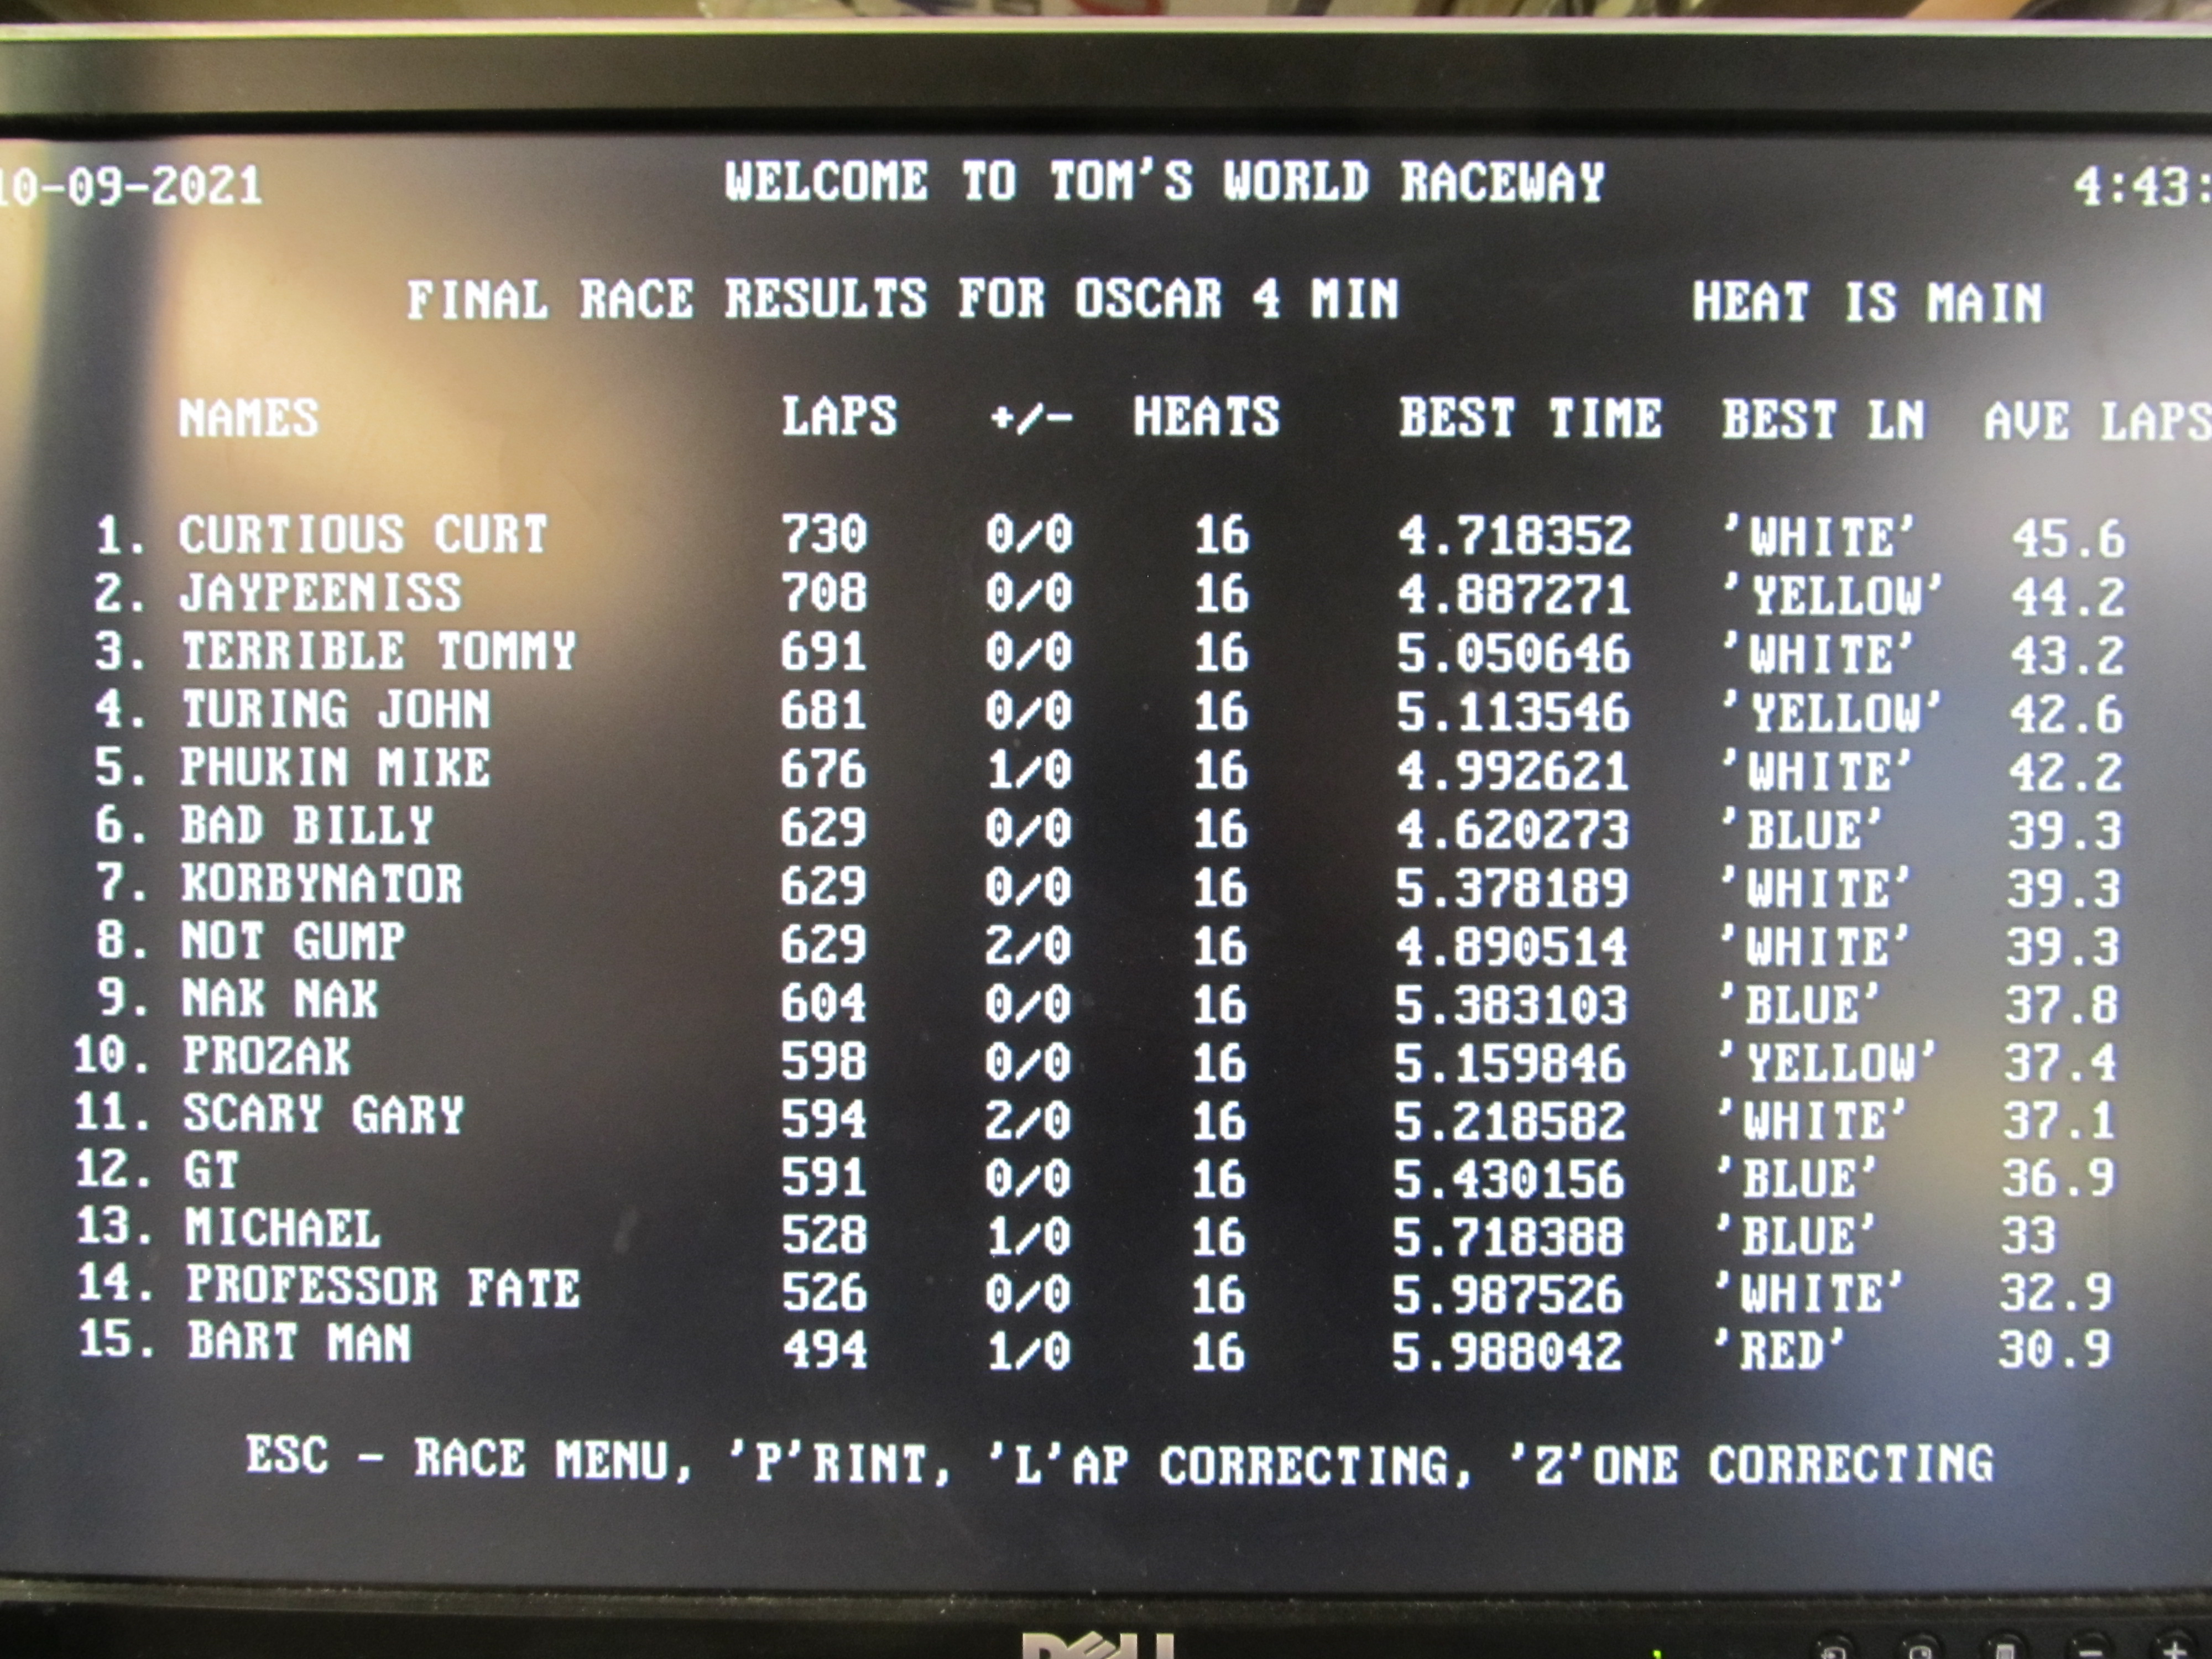 10-09-2021 WELCOME TO TOM'S WORLD RACEWAY 4:43:
FINAL RACE RESULTS FOR OSCAR 4 MIN HEAT IS MAIN
NAMES LAPS +/- HEATS BEST TIME BEST LN AVE LAPS
1. CURTIOUS CURT 730 0/0 16 4.718352 'WHITE' 45.6
2. JAYPEENISS 708 0/0 16 4.887271 'YELLOW' 44.2
3. TERRIBLE TOMMY 691 0/0 16 5.050646 'WHITE' 43.2
4. TURING JOHN 681 0/0 16 5.113546 'YELLOW' 42.6
5. PHUKIN MIKE 676 1/0 16 4.992621 'WHITE' 42.2
6. BAD BILLY 629 0/0 16 4.620273 'BLUE' 39.3
7. KORBYNATOR 629 0/0 16 5.378189 'WHITE' 39.3
8. NOT GUMP 629 2/0 16 4.890514 'WHITE' 39.3
9. NAK NAK 604 0/0 16 5.383103 'BLUE' 37.8
10. PROZAK 598 0/0 16 5.159846 'YELLOW' 37.4
11. SCARY GARY 594 2/0 16 5.218582 'WHITE' 37.1
12. GT 591 0/0 16 5.430156 'BLUE' 36.9
13. MICHAEL 528 1/0 16 5.718388 'BLUE' 33
14. PROFESSOR FATE 526 0/0 16 5.987526 'WHITE' 32.9
15. BART MAN 494 1/0 16 5.988042 'RED' 30.9
ESC - RACE MENU, 'P'RINT, 'L'AP CORRECTING, 'Z'ONE CORRECTING
DELL